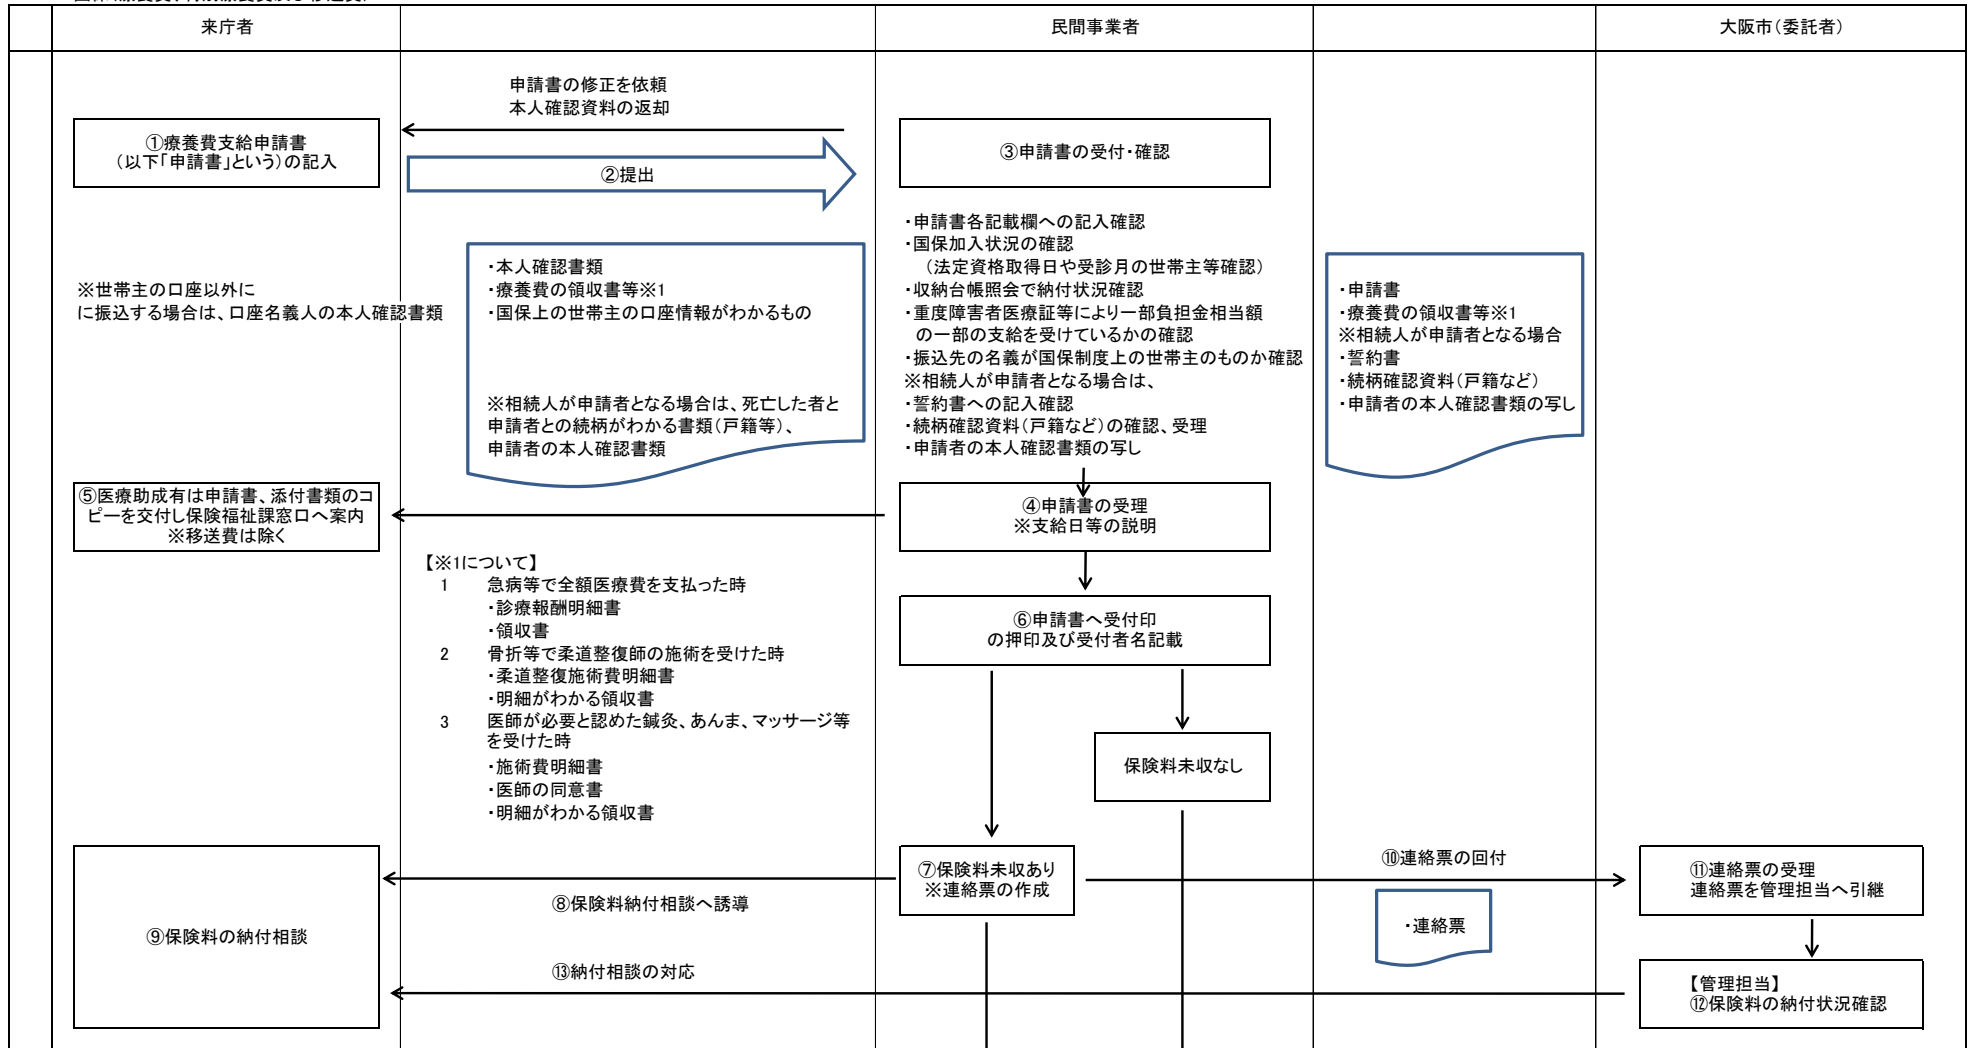 来庁者
民間事業者
大阪市（委託者）
申請書の修正を依頼
本人確認資料の返却
①療養費支給申請書
（以下「申請書」という）の記入
②提出
③申請書の受付・確認
※世帯主の口座以外に
に振込する場合は、口座名義人の本人確認書類
・本人確認書類
・療養費の領収書等※1
・国保上の世帯主の口座情報がわかるもの
※相続人が申請者となる場合は、死亡した者と
申請者との続柄がわかる書類（戸籍等）、
申請者の本人確認書類
・申請書各記載欄への記入確認
・国保加入状況の確認
（法定資格取得日や受診月の世帯主等確認）
・収納台帳照会で納付状況確認
・重度障害者医療証等により一部負担金相当額
の一部の支給を受けているかの確認
・振込先の名義が国保制度上の世帯主のものか確認
※相続人が申請者となる場合は、
・誓約書への記入確認
・続柄確認資料（戸籍など）の確認、受理
・申請者の本人確認書類の写し
・申請書
・療養費の領収書等※1
※相続人が申請者となる場合
・誓約書
・続柄確認資料（戸籍など）
・申請者の本人確認書類の写し
⑤医療助成有は申請書、添付書類のコ
ピーを交付し保険福祉課窓口へ案内
※移送費は除く
④申請書の受理
※支給日等の説明
【※1について】
1 急病等で全額医療費を支払った時
・診療報酬明細書
・領収書
2 骨折等で柔道整復師の施術を受けた時
・柔道整復施術費明細書
・明細がわかる領収書
3 医師が必要と認めた鍼灸、あんま、マッサージ等
を受けた時
・施術費明細書
・医師の同意書
・明細がわかる領収書
⑥申請書へ受付印
の押印及び受付者名記載
保険料未収なし
⑦保険料未収あり
※連絡票の作成
⑧保険料納付相談へ誘導
⑨保険料の納付相談
⑩連絡票の回付
・連絡票
⑪連絡票の受理
連絡票を管理担当へ引継
⑬納付相談の対応
【管理担当】
⑫保険料の納付状況確認